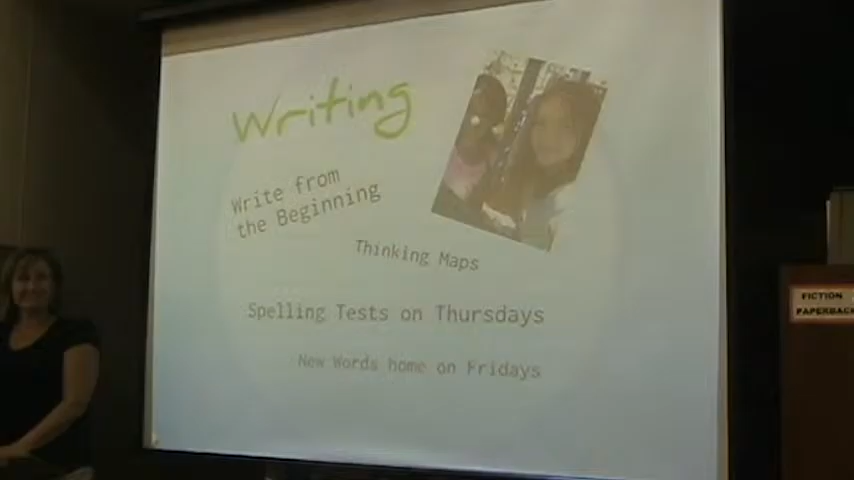 Writing
Write from
the Beginning
Thinking Maps
Spelling Tests on Thursdays
New Words home on Fridays
FICTION
PAPERBACK